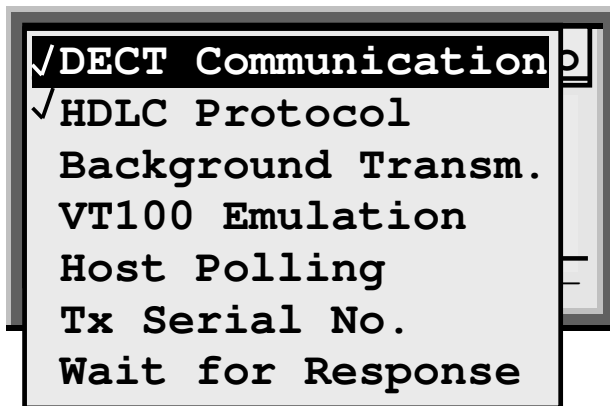 √DECT Communication
√HDLC Protocol
Background Transm.
VT100 Emulation
Host Polling
Tx Serial No.
Wait for Response